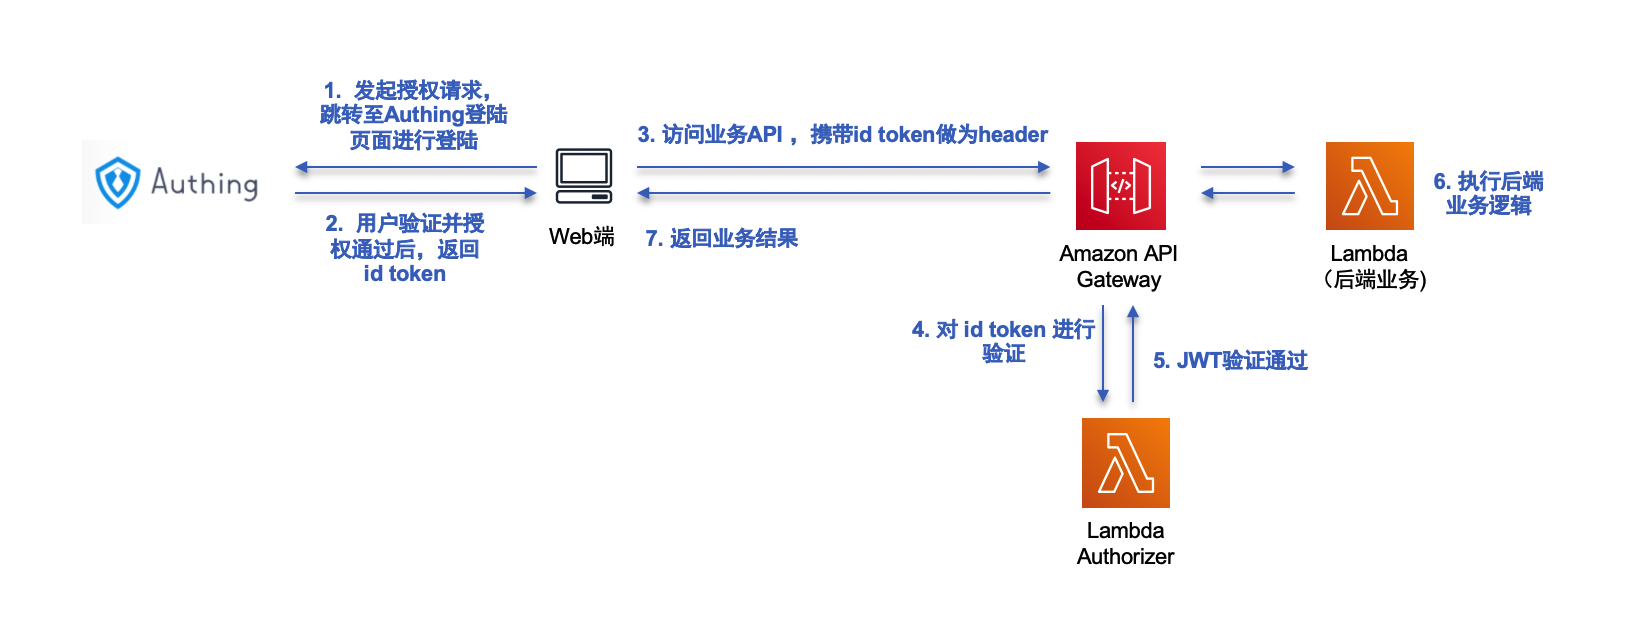 1. 发起授权请求，
跳转至Authing登陆
页面进行登陆
Authing
2. 用户验证并授
权通过后，返回
id token
Web端
3. 访问业务API ，携带id token做为header
7. 返回业务结果
</>
Amazon API
Gateway
Lambda
（后端业务)
6. 执行后端
业务逻辑
4. 对 id token 进行
验证
5. JWT验证通过
Lambda
Authorizer